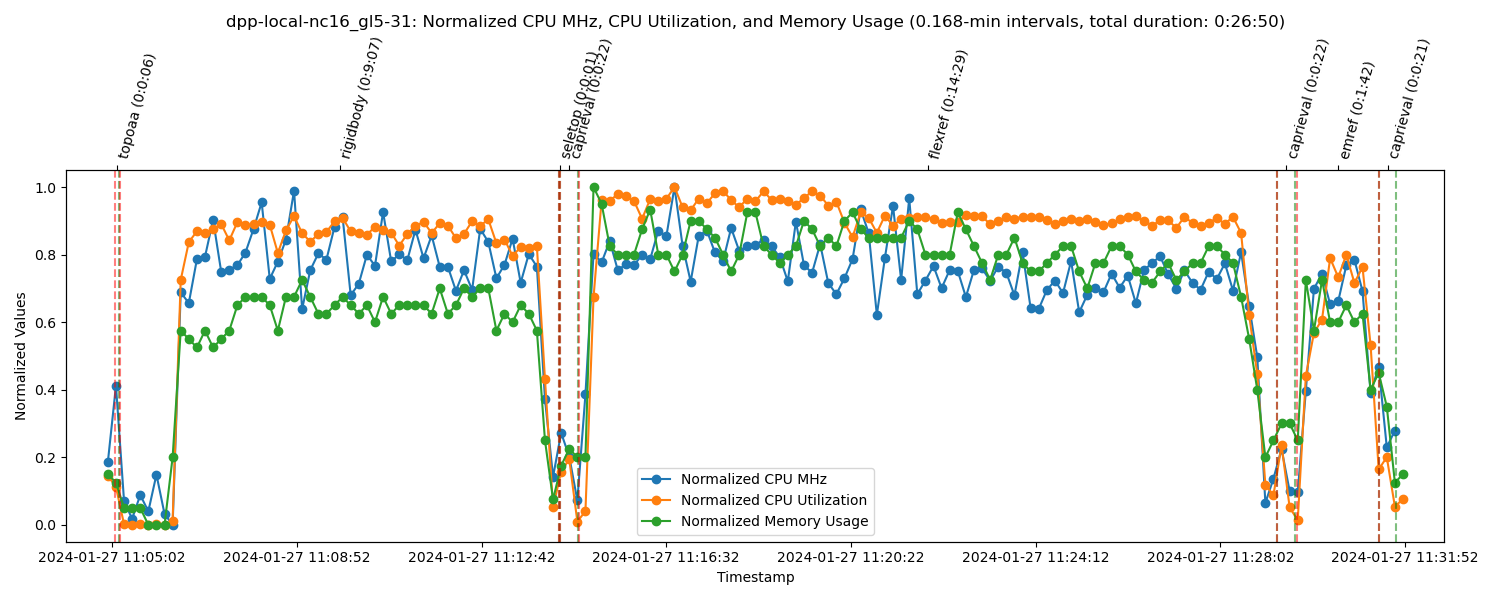 dpp-local-nc16_gl5-31: Normalized CPU MHz, CPU Utilization, and Memory Usage (0.168-min intervals, total duration: 0:26:50)
topoaa (0:0:06)
rigidbody (0:9:07)
seletop (0:0:01)
caprieval (0:0:22)
flexref (0:14:29)
caprieval (0:0:22)
emref (0:1:42)
caprieval (0:0:21)
Normalized Values
1.0
0.8
0.6
0.4
0.2
0.0
Normalized CPU MHz
Normalized CPU Utilization
Normalized Memory Usage
2024-01-27 11:05:02
2024-01-27 11:08:52
2024-01-27 11:12:42
2024-01-27 11:16:32
2024-01-27 11:20:22
2024-01-27 11:24:12
2024-01-27 11:28:02
2024-01-27 11:31:52
Timestamp